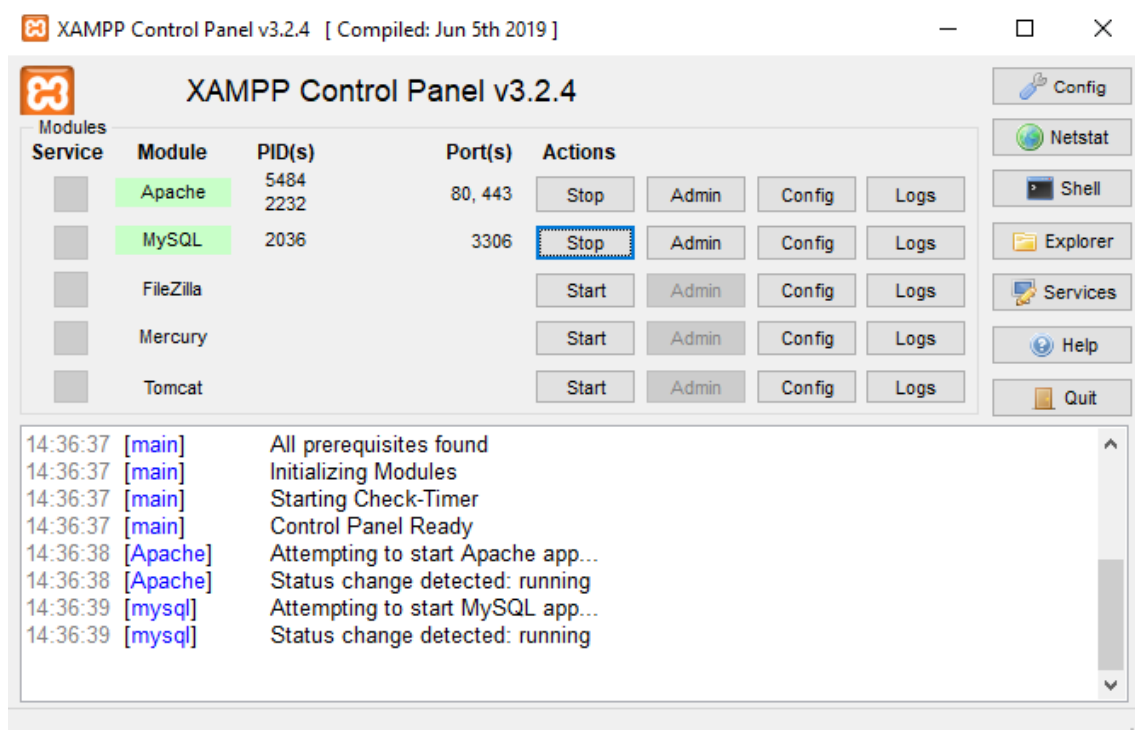 XAMPP Control Panel v3.2.4 [ Compiled: Jun 5th 2019 ]
XAMPP Control Panel v3.2.4
Config
Modules
Netstat
Service Module PID(s) Port(s) Actions
Apache 5484 2232 80, 443 Stop Admin Config Logs
Shell
MySQL 2036 3306 Stop Admin Config Logs
Explorer
FileZilla Start Admin Config Logs
Services
Mercury Start Admin Config Logs
Help
Tomcat Start Admin Config Logs
Quit
14:36:37 [main] All prerequisites found
14:36:37 [main] Initializing Modules
14:36:37 [main] Starting Check-Timer
14:36:37 [main] Control Panel Ready
14:36:38 [Apache] Attempting to start Apache app...
14:36:38 [Apache] Status change detected: running
14:36:39 [mysql] Attempting to start MySQL app...
14:36:39 [mysql] Status change detected: running